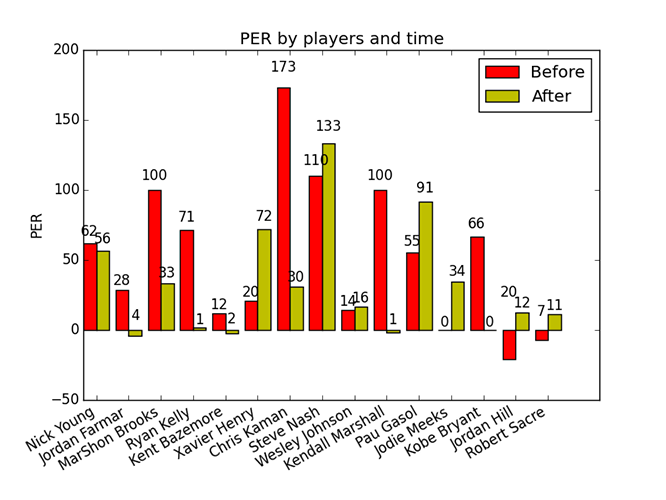 PER by players and time
Before
After
PER
200
150
100
50
0
−50
62 56
28 4
100 33
71 1
12 2
20 72
173 30
110 133
14 16
100 1
55 91
0 34
66 0
20 12
7 11
Nick Young
Jordan Farmar
MarShon Brooks
Ryan Kelly
Kent Bazemore
Xavier Henry
Chris Kaman
Steve Nash
Wesley Johnson
Kendall Marshall
Pau Gasol
Jodie Meeks
Kobe Bryant
Jordan Hill
Robert Sacre